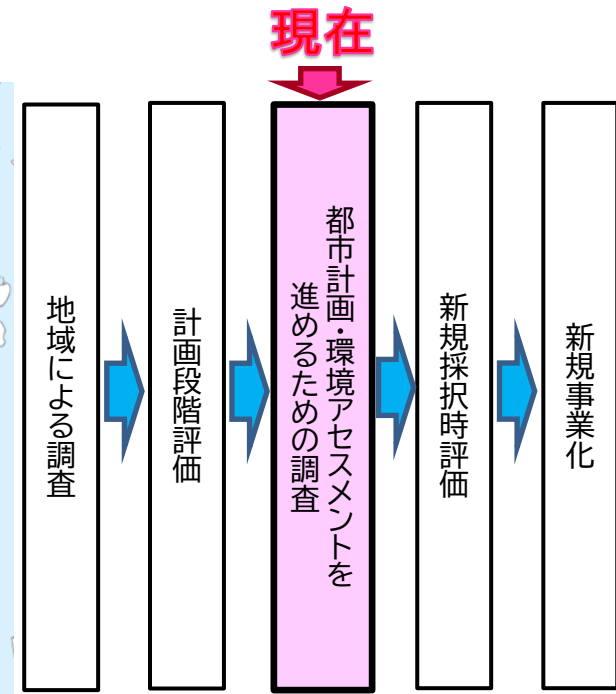 現在
地域による調査
計画段階評価
都市計画・環境アセスメントを
進めるための調査
新規採択時評価
新規事業化